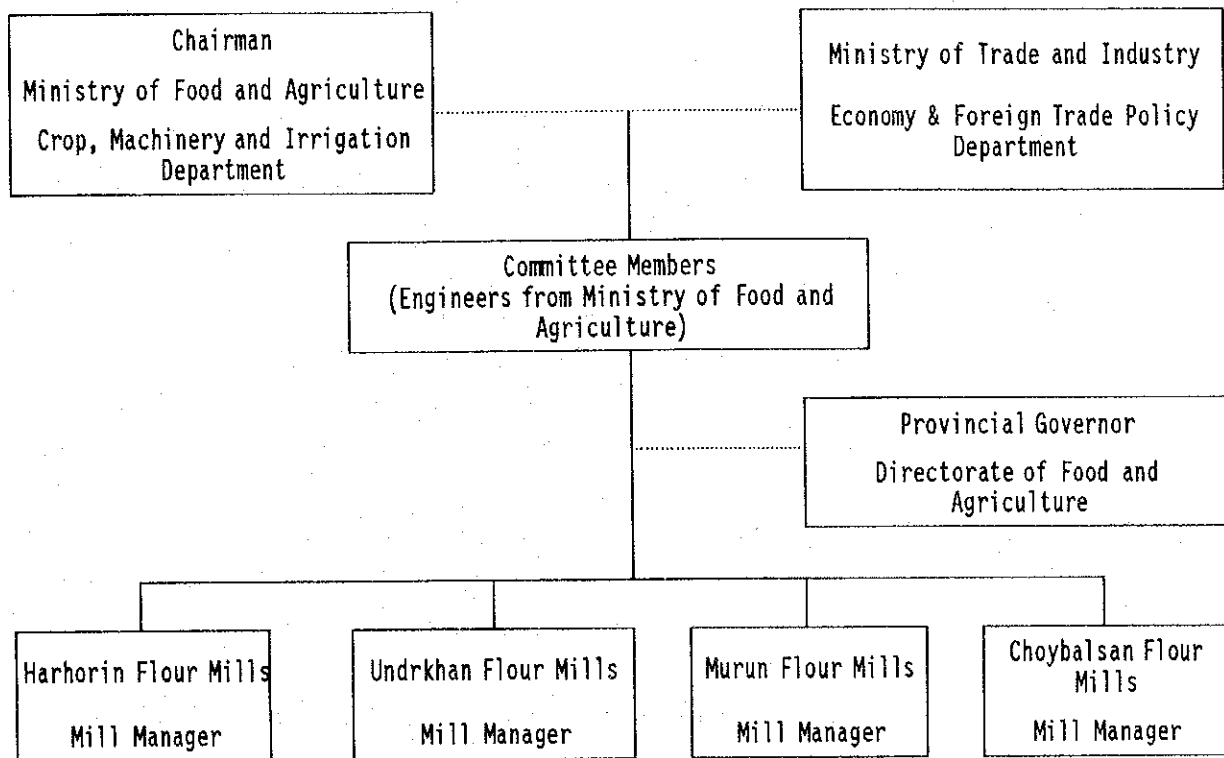 Chairman
Ministry of Food and Agriculture
Crop, Machinery and Irrigation
Department
Ministry of Trade and Industry
Economy & Foreign Trade Policy
Department
Committee Members
(Engineers from Ministry of Food and
Agriculture)
Provincial Governor
Directorate of Food and
Agriculture
Harhorin Flour Mills
Mill Manager
Undrkhan Flour Mills
Mill Manager
Murun Flour Mills
Mill Manager
Choybalsan Flour
Mills
Mill Manager